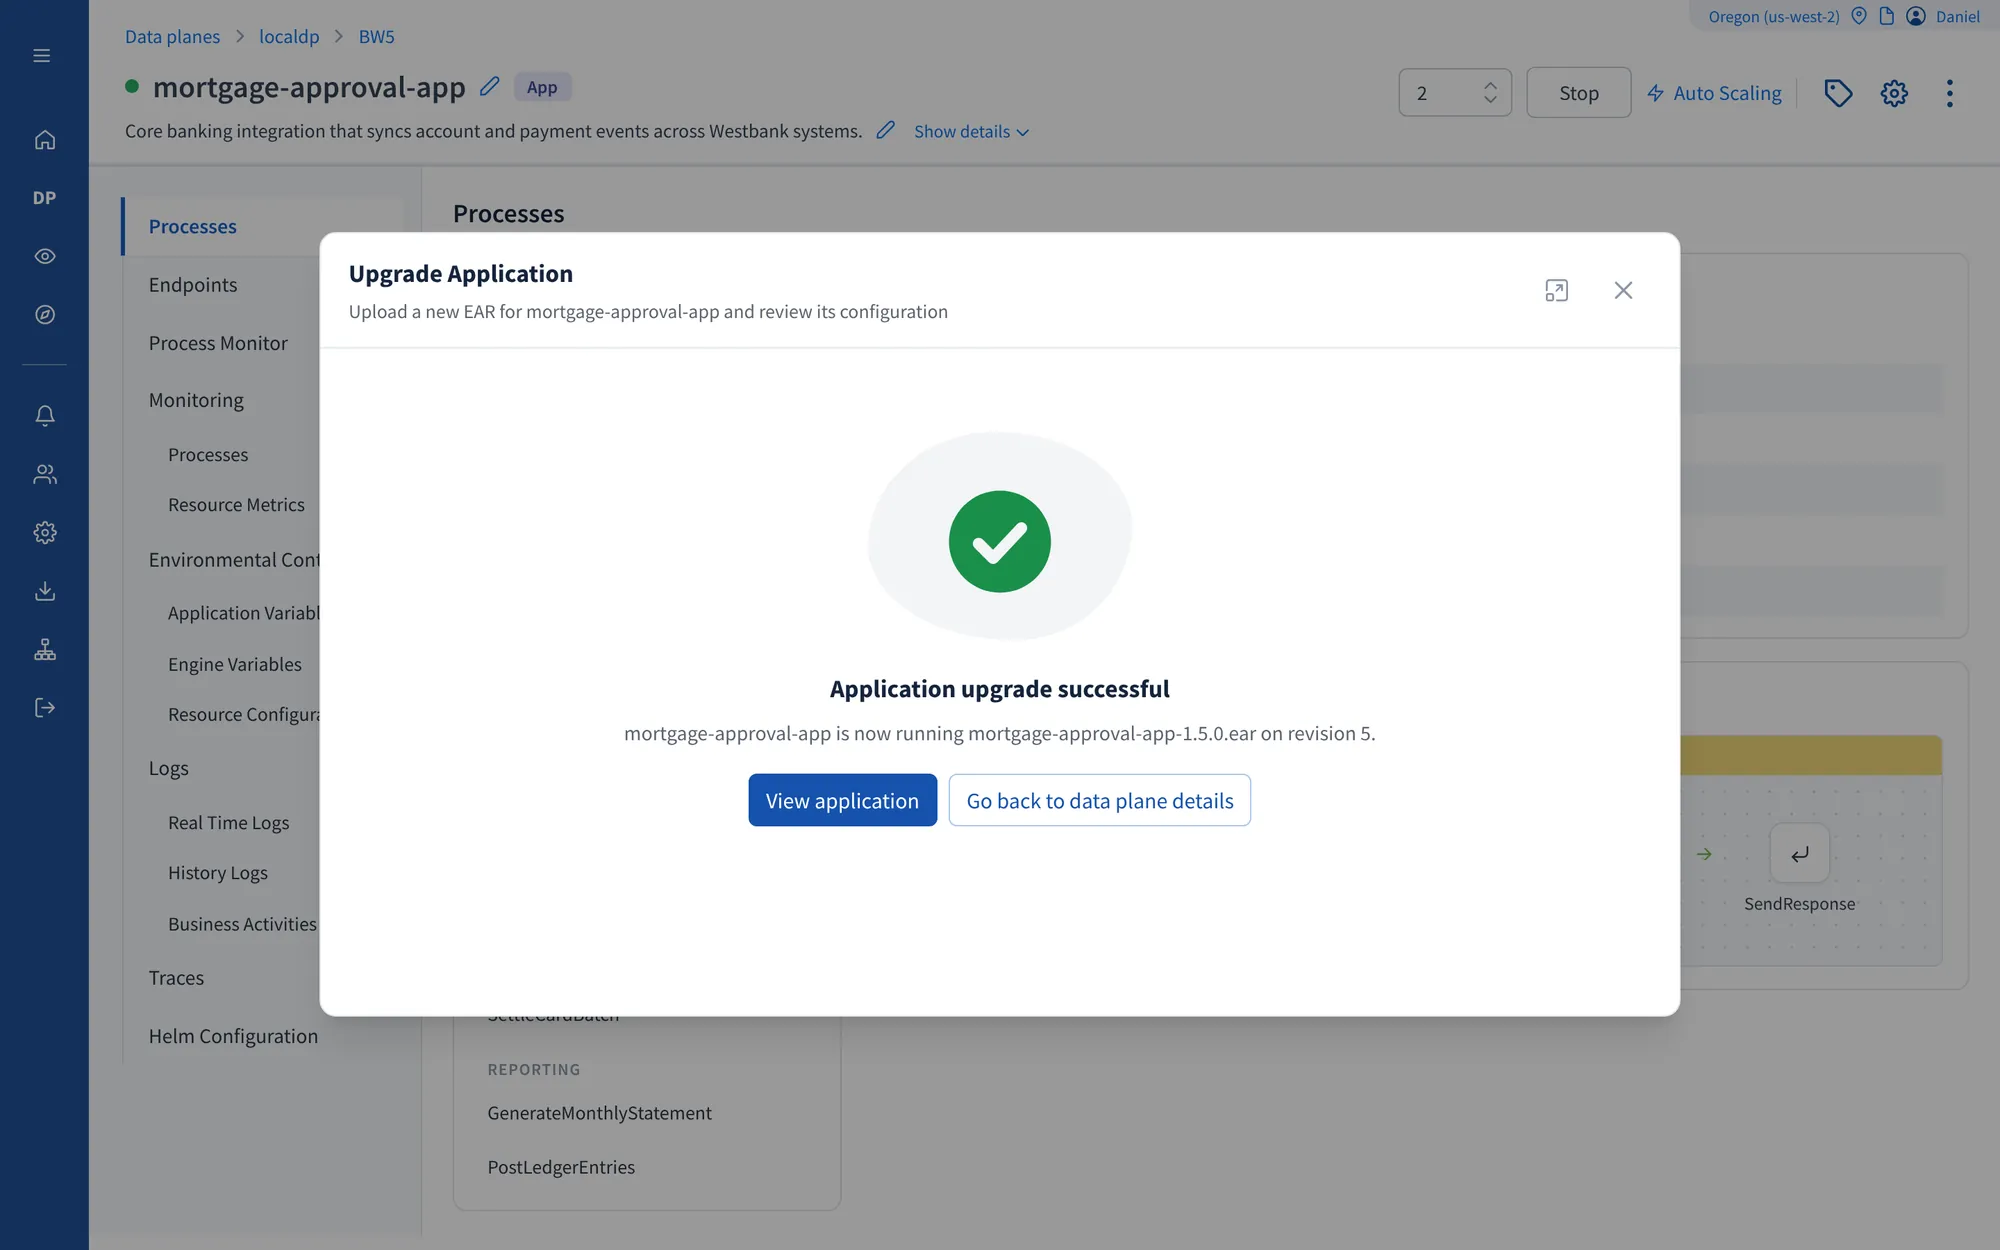 Oregon (us-west-2)
Daniel
Data planes
localdp
BW5
mortgage-approval-app
App
2
Stop
Auto Scaling
Core banking integration that syncs account and payment events across Westbank systems.
Show details
DP
Processes
Endpoints
Process Monitor
Monitoring
Processes
Resource Metrics
Environmental Cont
Application Variabl
Engine Variables
Resource Configura
Logs
Real Time Logs
History Logs
Business Activities
Traces
Helm Configuration
Processes
Upgrade Application
Upload a new EAR for mortgage-approval-app and review its configuration
Application upgrade successful
mortgage-approval-app is now running mortgage-approval-app-1.5.0.ear on revision 5.
View application
Go back to data plane details
SendResponse
SettleCardBatch
REPORTING
GenerateMonthlyStatement
PostLedgerEntries